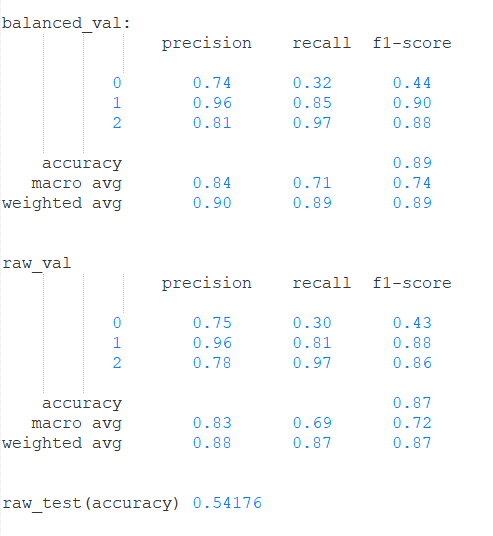 balanced_val:
precision recall f1-score
0 0.74 0.32 0.44
1 0.96 0.85 0.90
2 0.81 0.97 0.88
accuracy 0.89
macro avg 0.84 0.71 0.74
weighted avg 0.90 0.89 0.89
raw_val
precision recall f1-score
0 0.75 0.30 0.43
1 0.96 0.81 0.88
2 0.78 0.97 0.86
accuracy 0.87
macro avg 0.83 0.69 0.72
weighted avg 0.88 0.87 0.87
raw_test(accuracy) 0.54176